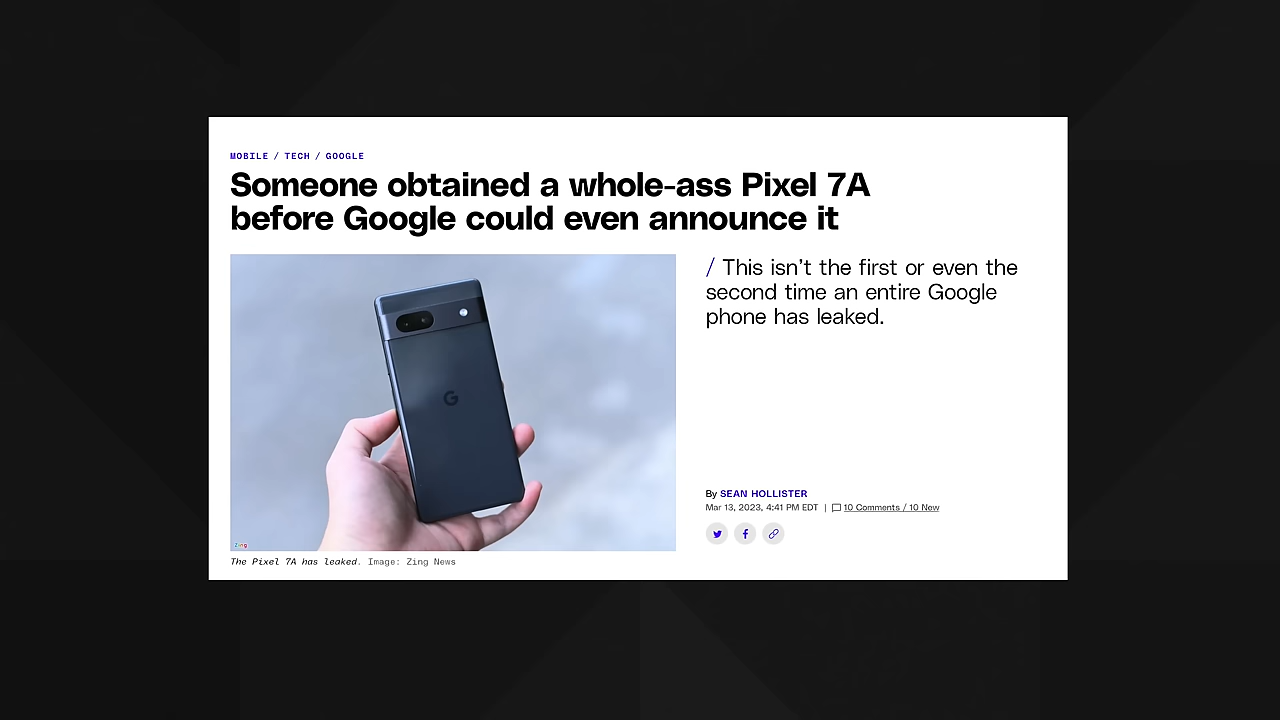 MOBILE / TECH / GOOGLE
Someone obtained a whole-ass Pixel 7A
before Google could even announce it
/ This isn’t the first or even the
second time an entire Google
phone has leaked.
G
By SEAN HOLLISTER
Mar 13, 2023, 4:41 PM EDT | 10 Comments / 10 New
Zing
The Pixel 7A has leaked. Image: Zing News